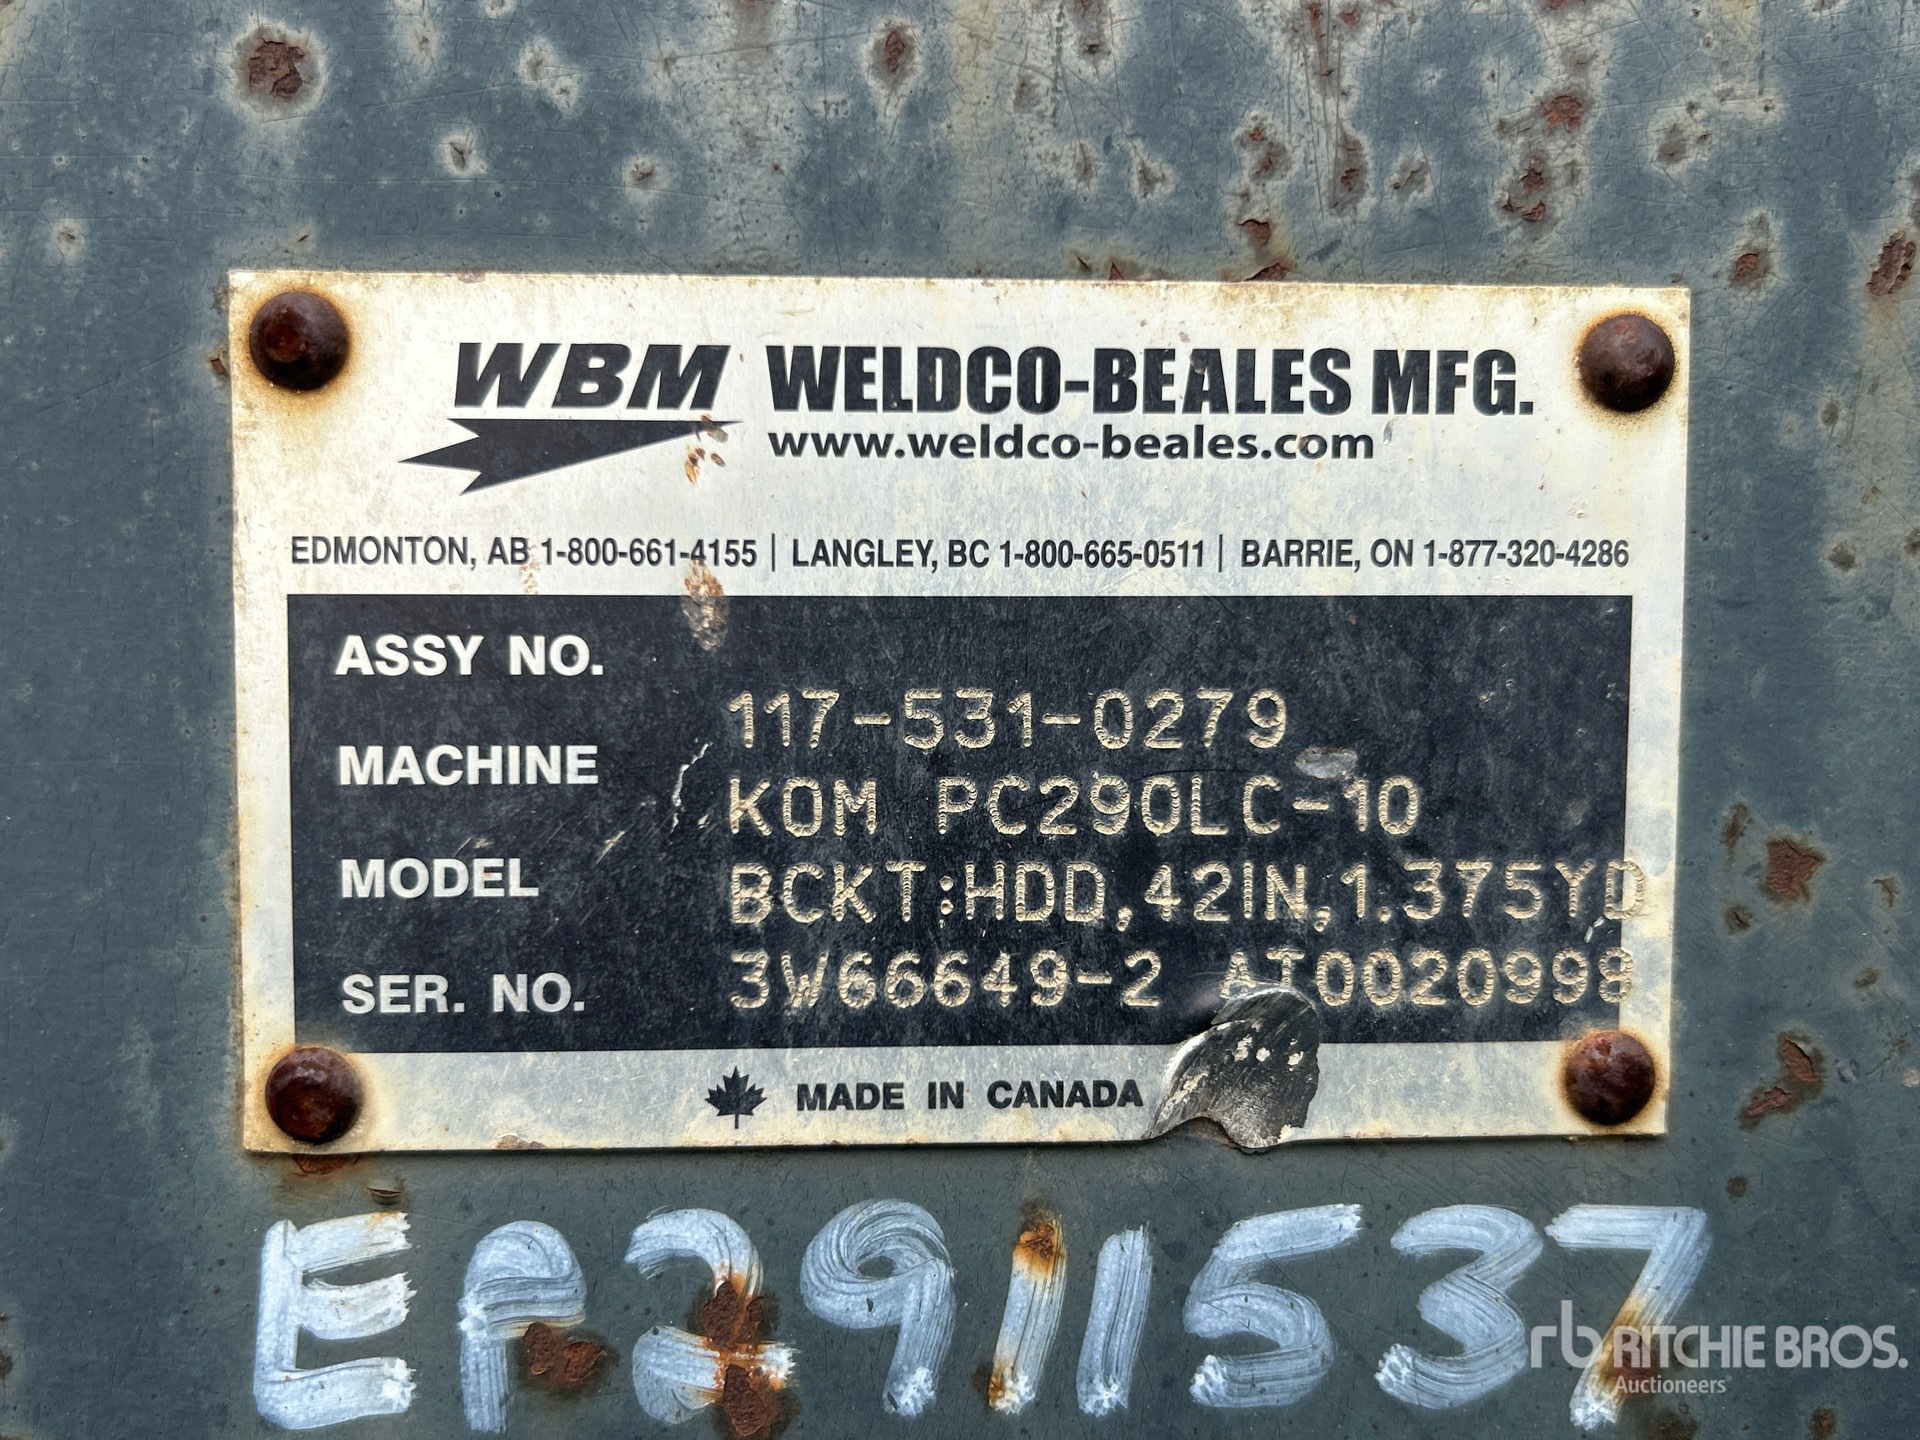 WBM WELDCO-BEALES MFG.
www.weldco-beales.com
EDMONTON, AB 1-800-661-4155 | LANGLEY, BC 1-800-665-0511 | BARRIE, ON 1-877-320-4286
ASSY NO. 117-531-0279
MACHINE KOM PC290LC-10
MODEL BCKT:HDD,42IN,1.375YD
SER. NO. 3W66649-2 AT0020998
MADE IN CANADA
EP2911537
rb RITCHIE BROS.
Auctioneers